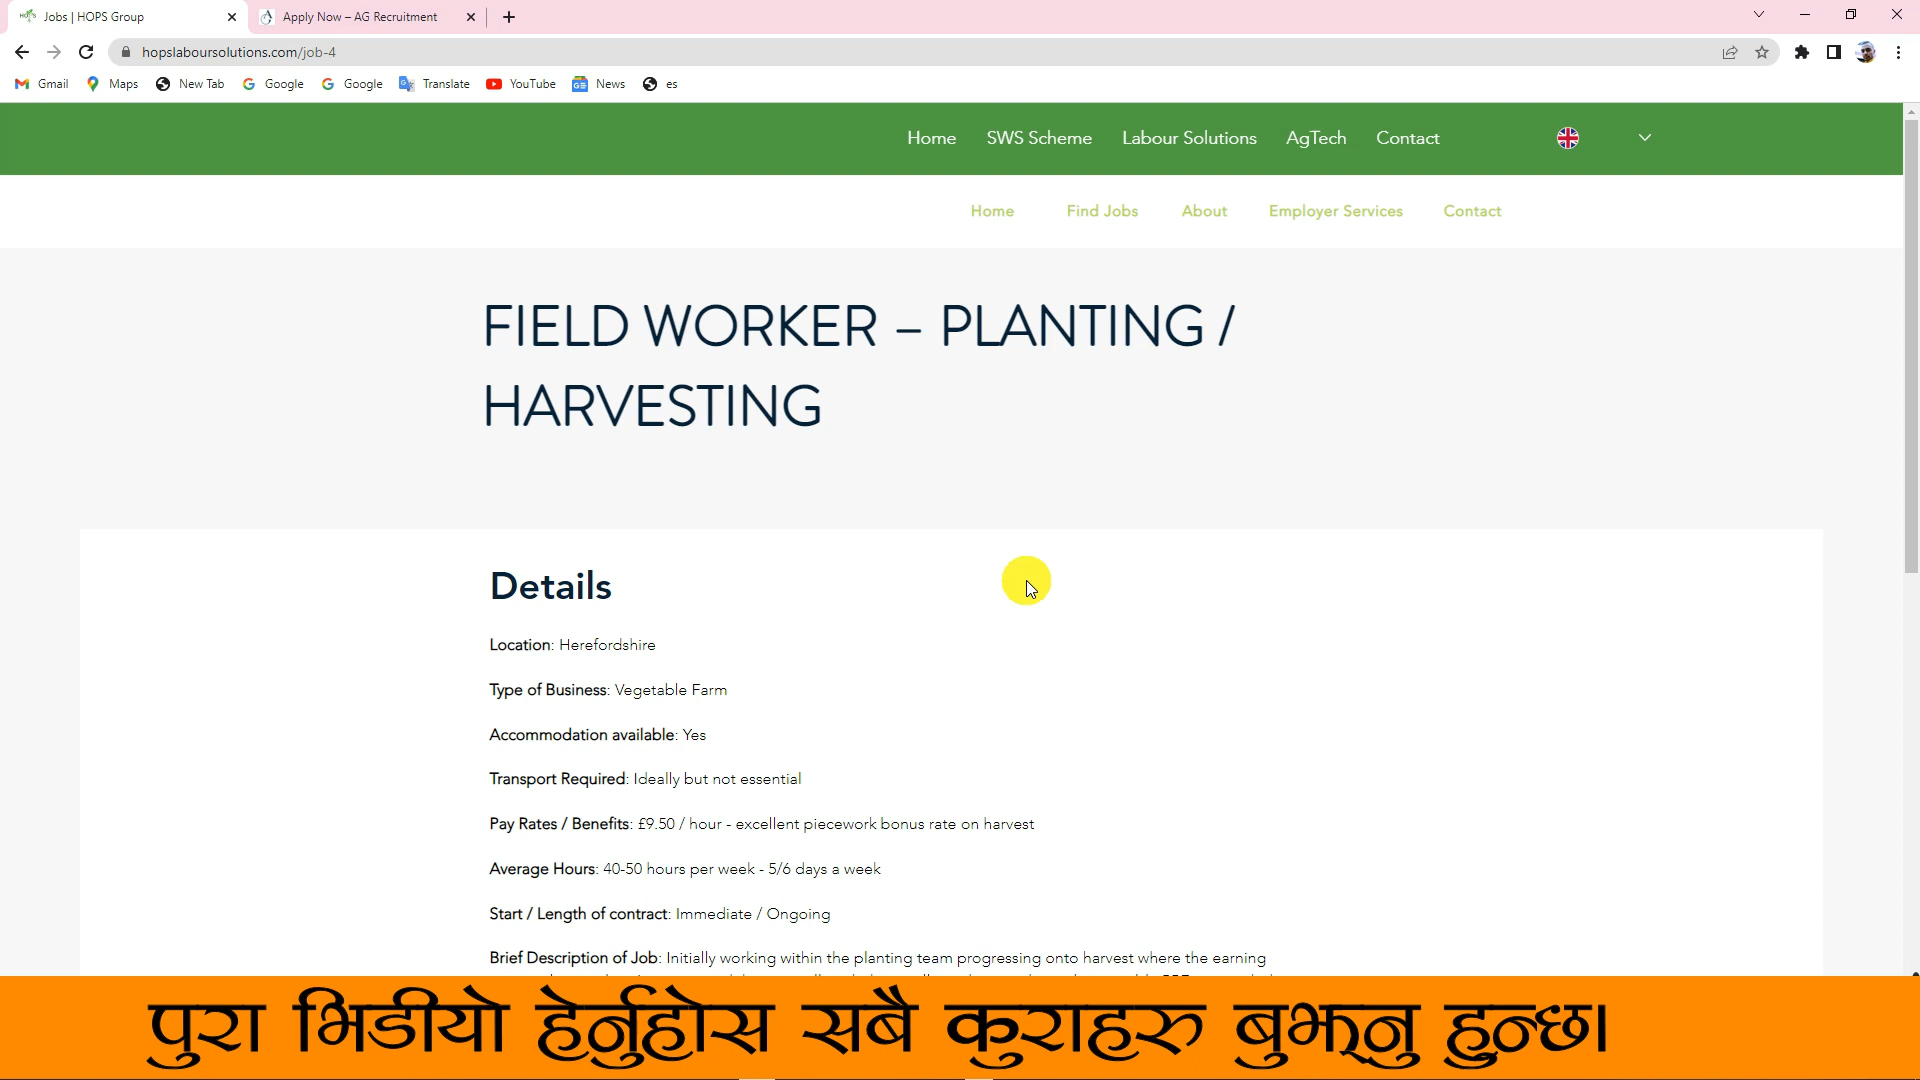 Jobs | HOPS Group
Apply Now – AG Recruitment
hopslaboursolutions.com/job-4
Gmail Maps New Tab Google Google Translate YouTube News es
Home SWS Scheme Labour Solutions AgTech Contact
Home Find Jobs About Employer Services Contact
FIELD WORKER – PLANTING /
HARVESTING
Details
Location: Herefordshire
Type of Business: Vegetable Farm
Accommodation available: Yes
Transport Required: Ideally but not essential
Pay Rates / Benefits: £9.50 / hour - excellent piecework bonus rate on harvest
Average Hours: 40-50 hours per week - 5/6 days a week
Start / Length of contract: Immediate / Ongoing
Brief Description of Job: Initially working within the planting team progressing onto harvest where the earning
पुरा भिडीयो हेर्नुहोस सबै कुराहरु बुझ्नु हुन्छ।